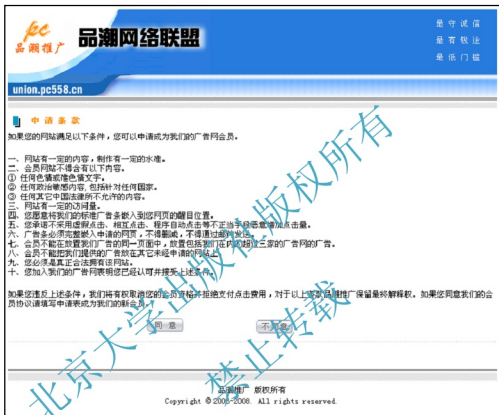 pc
品潮推广
品潮网络联盟
最守诚信
最低门槛
union.pc558.cn
申请条款
如果您的网站满足以下条件，您可以申请成为我们的广告网会员。
一、网站有一定的内容，制作有一定的水准。
二、会员网站不得含有以下内容。
① 任何色情或准色情文字。
② 任何政治敏感内容，包括针对任何国家。
③ 任何其它中国法律所不允许的内容。
三、网站有一定的访问量。
四、您愿意将我们的标准广告条嵌入到您网页的醒目位置。
五、您承诺不采用虚假点击、相互点击、程序自动点击等不正当手段恶意增加点击量。
六、广告条必须完整嵌入申请的网页，不得删减，不得通过邮件发送。
七、会员不能在放置我们广告的同一页面中，放置包括我们在内的超过三家的广告网的广告。
八、会员不能把我们提供的广告放在其它未经申请的网站上。
九、您必须是真正合法拥有该网站。
十、您加入我们的广告网表明您已经认可并接受上述条件。
如果您违反上述条件，我们将有权取消您的会员资格并拒绝支付点击费用，对于以上条款品潮推广保留最终解释权。如果您同意我们的会
员协议请填写申请表成为我们的新会员。
同 意
不同意
品潮推广 版权所有
Copyright © 2006-2008. All rights reserved.
北京大学出版社版权所有
禁止转载